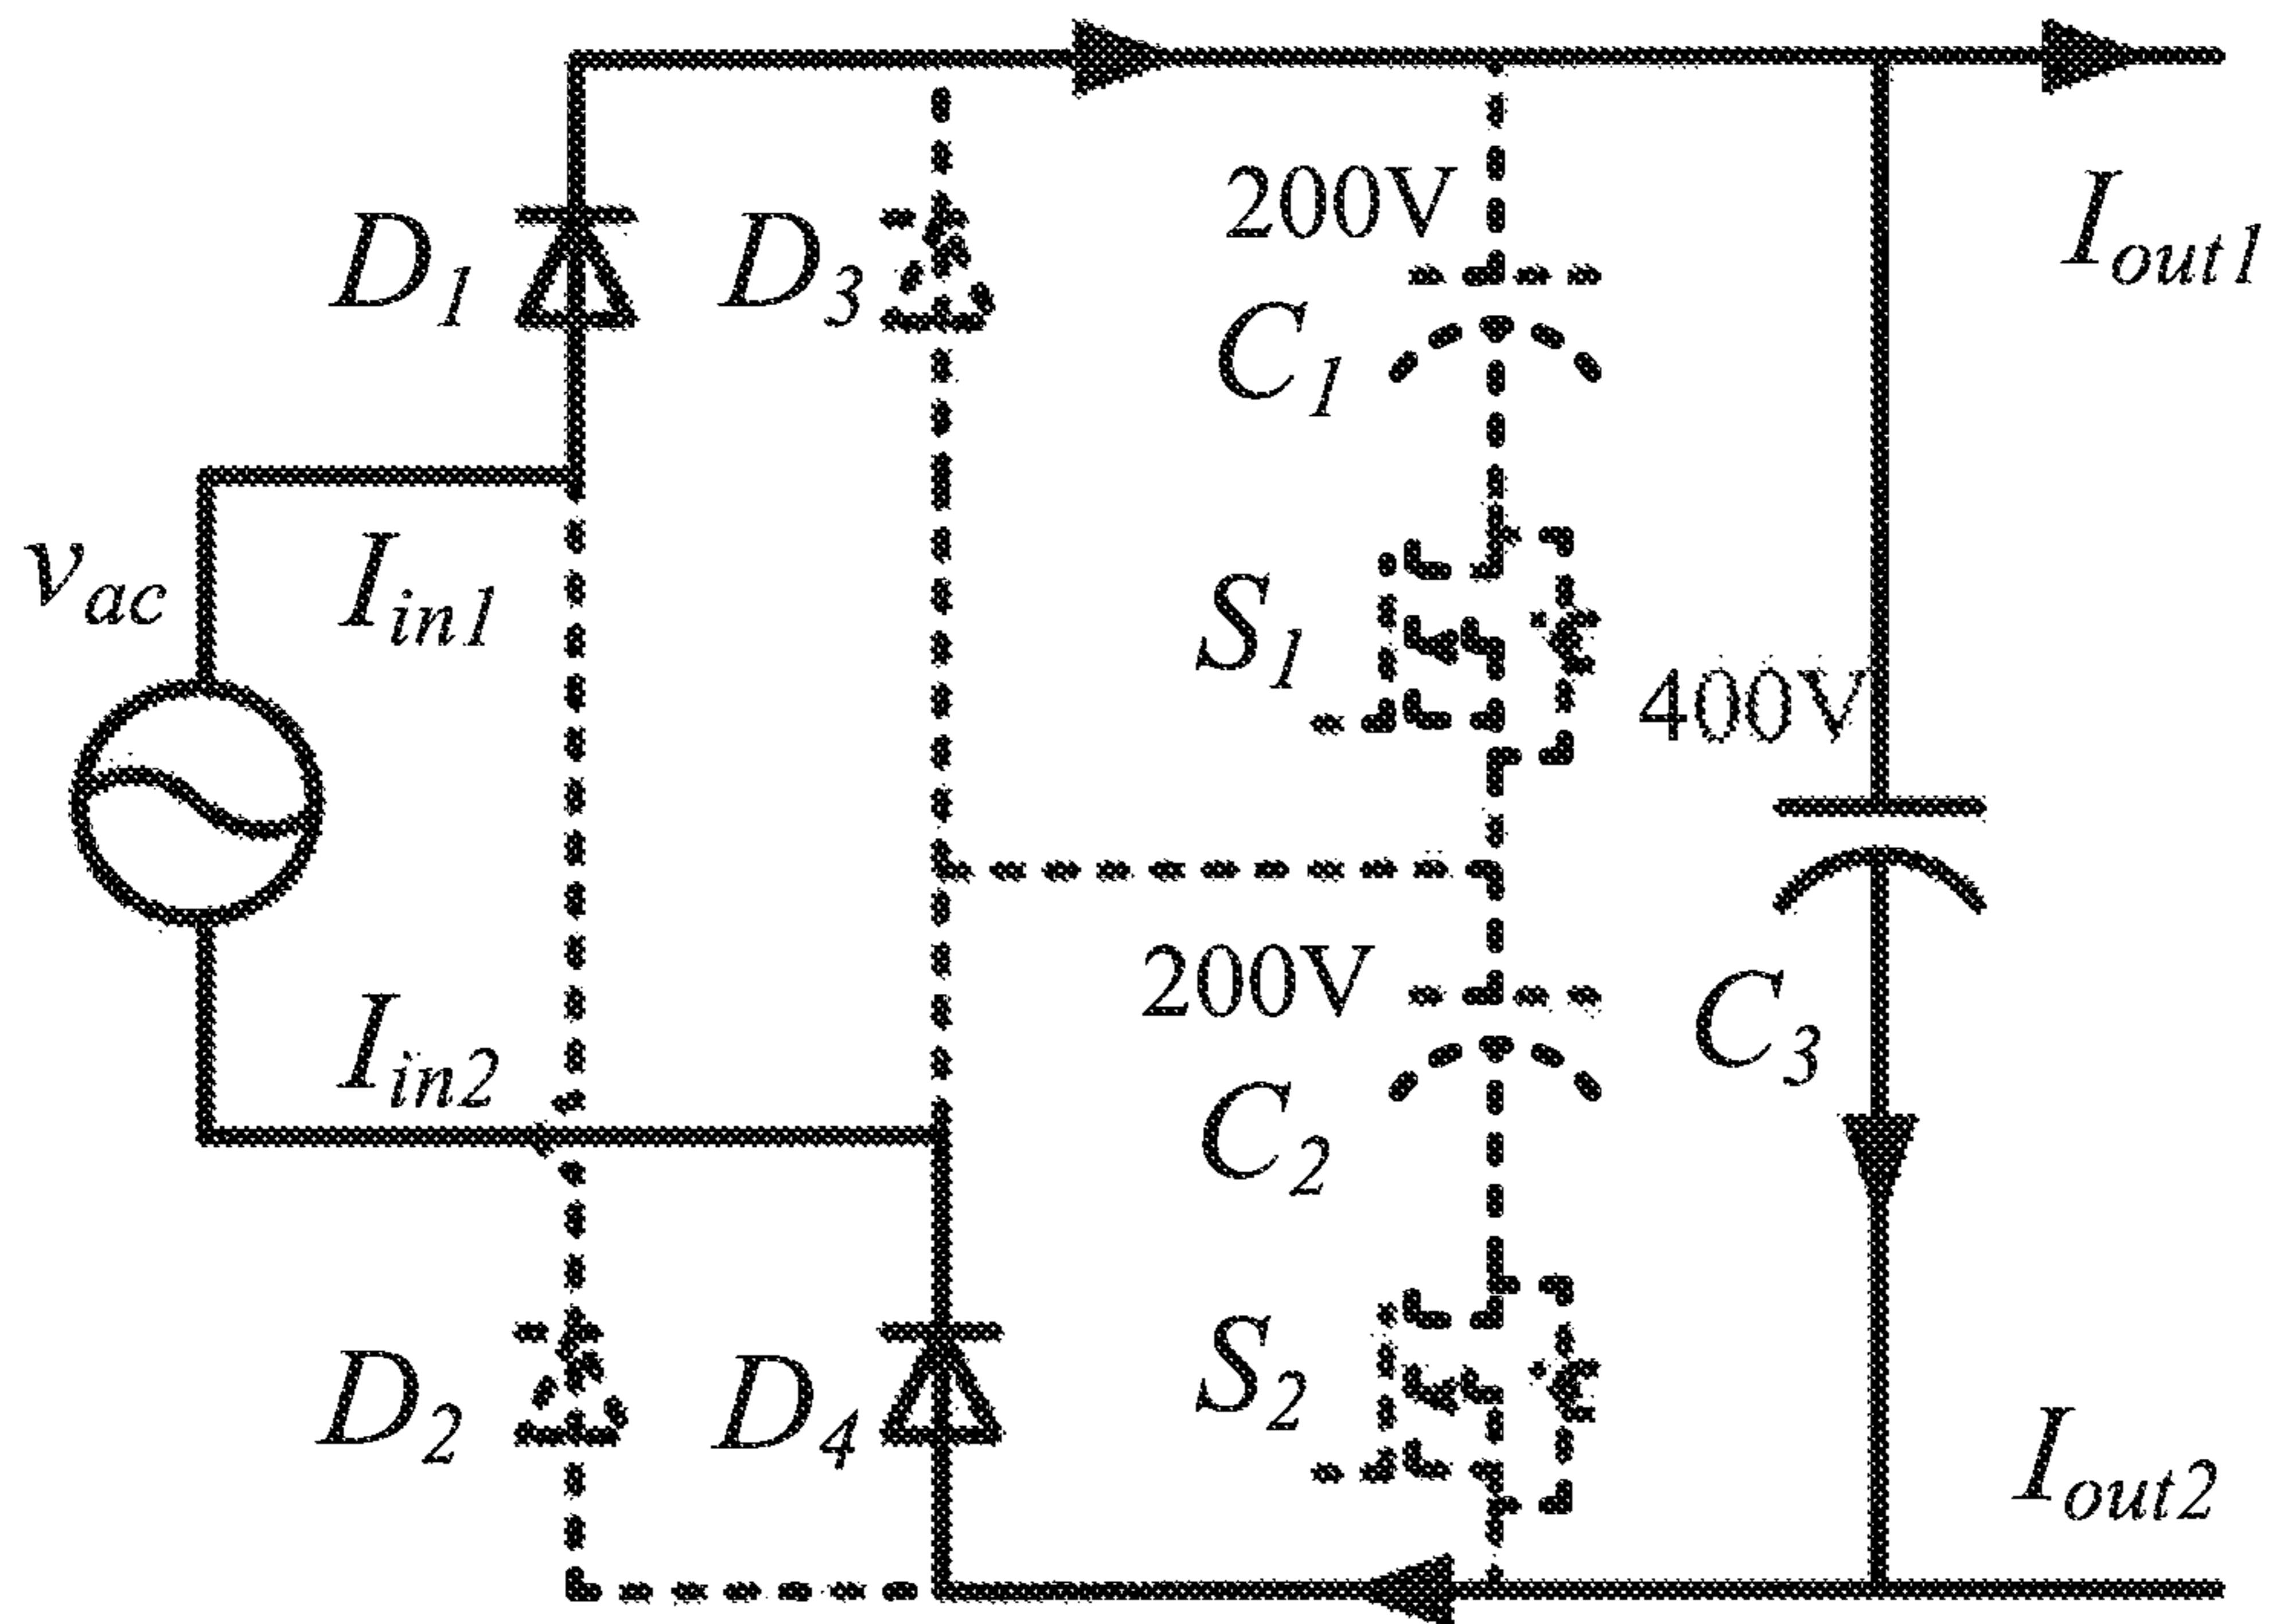 D1
D3
200V
C1
Iout1
vac
Iin1
S1
400V
Iin2
200V
C2
C3
D2
D4
S2
Iout2